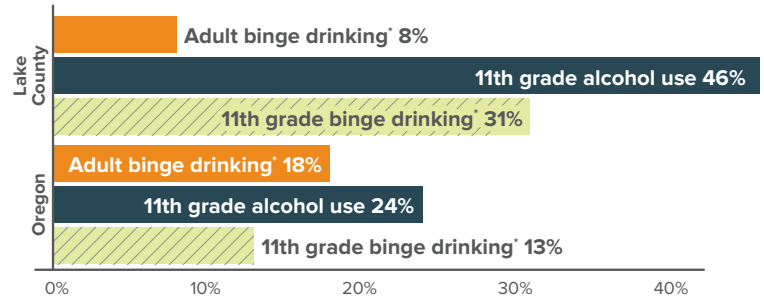 Lake
County
Adult binge drinking* 8%
11th grade alcohol use 46%
11th grade binge drinking* 31%
Oregon
Adult binge drinking* 18%
11th grade alcohol use 24%
11th grade binge drinking* 13%
0% 10% 20% 30% 40%